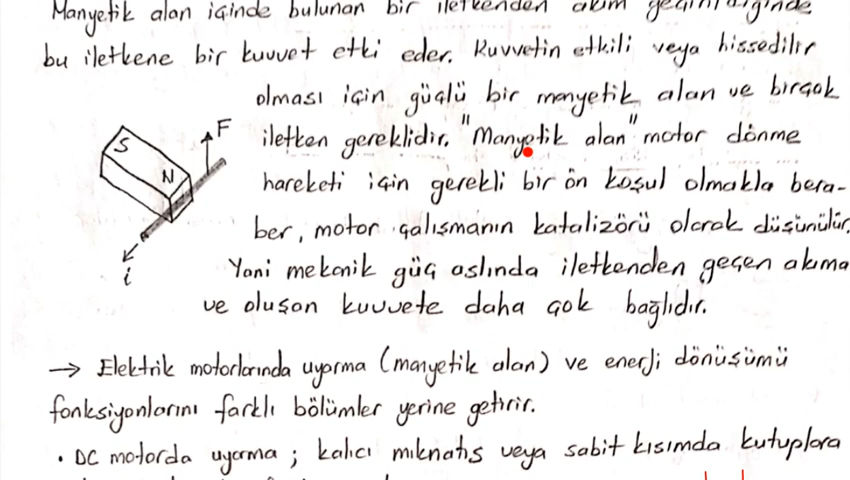 Manyetik alan içinde bulunan bir iletkenden akım geçirildiğinde
bu iletkene bir kuvvet etki eder. Kuvvetin etkili veya hissedilir
olması için güçlü bir manyetik alan ve birçok
iletken gereklidir. "Manyetik alan" motor dönme
hareketi için gerekli bir ön koşul olmakla bera-
ber, motor çalışmanın katalizörü olarak düşünülür.
Yani mekanik güç aslında iletkenden geçen akıma
ve oluşan kuvvete daha çok bağlıdır.
S
N
F
i
→ Elektrik motorlarında uyarma (manyetik alan) ve enerji dönüşümü
fonksiyonlarını farklı bölümler yerine getirir.
• DC motorda uyarma ; kalıcı mıknatıs veya sabit kısımda kutuplara